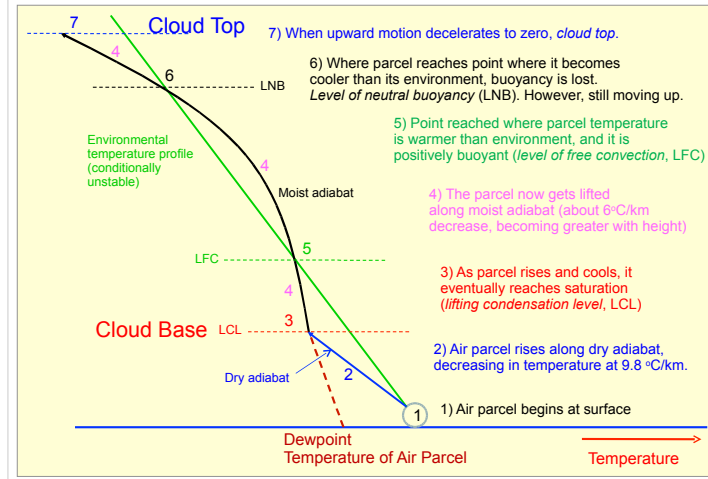 7
Cloud Top
7) When upward motion decelerates to zero, cloud top.
4
6
LNB
6) Where parcel reaches point where it becomes
cooler than its environment, buoyancy is lost.
Level of neutral buoyancy (LNB). However, still moving up.
Environmental
temperature profile
(conditionally
unstable)
5) Point reached where parcel temperature
is warmer than environment, and it is
positively buoyant (level of free convection, LFC)
4
Moist adiabat
4) The parcel now gets lifted
along moist adiabat (about 6°C/km
decrease, becoming greater with height)
LFC
5
4
3) As parcel rises and cools, it
eventually reaches saturation
(lifting condensation level, LCL)
Cloud Base
LCL
3
Dry adiabat
2
2) Air parcel rises along dry adiabat,
decreasing in temperature at 9.8 °C/km.
1
1) Air parcel begins at surface
Dewpoint
Temperature of Air Parcel
Temperature